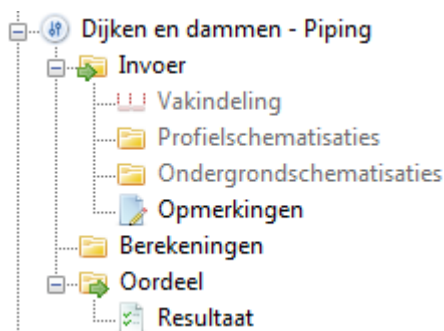 Dijken en dammen - Piping
Invoer
Vakindeling
Profielschematisaties
Ondergrondschematisaties
Opmerkingen
Berekeningen
Oordeel
Resultaat